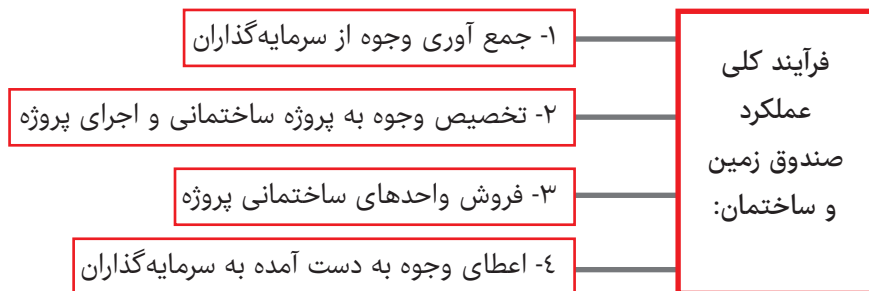 فرآیند کلی
عملکرد
صندوق زمین
و ساختمان:
۱- جمع آوری وجوه از سرمایه‌گذاران
۲- تخصیص وجوه به پروژه ساختمانی و اجرای پروژه
۳- فروش واحدهای ساختمانی پروژه
٤- اعطای وجوه به دست آمده به سرمایه‌گذاران